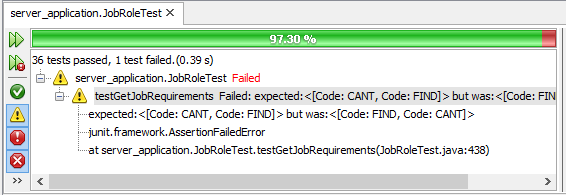 server_application.JobRoleTest
97.30 %
36 tests passed, 1 test failed.(0.39 s)
server_application.JobRoleTest Failed
testGetJobRequirements Failed: expected:<[Code: CANT, Code: FIND]> but was:<[Code: FIN
expected:<[Code: CANT, Code: FIND]> but was:<[Code: FIND, Code: CANT]>
junit.framework.AssertionFailedError
at server_application.JobRoleTest.testGetJobRequirements(JobRoleTest.java:438)